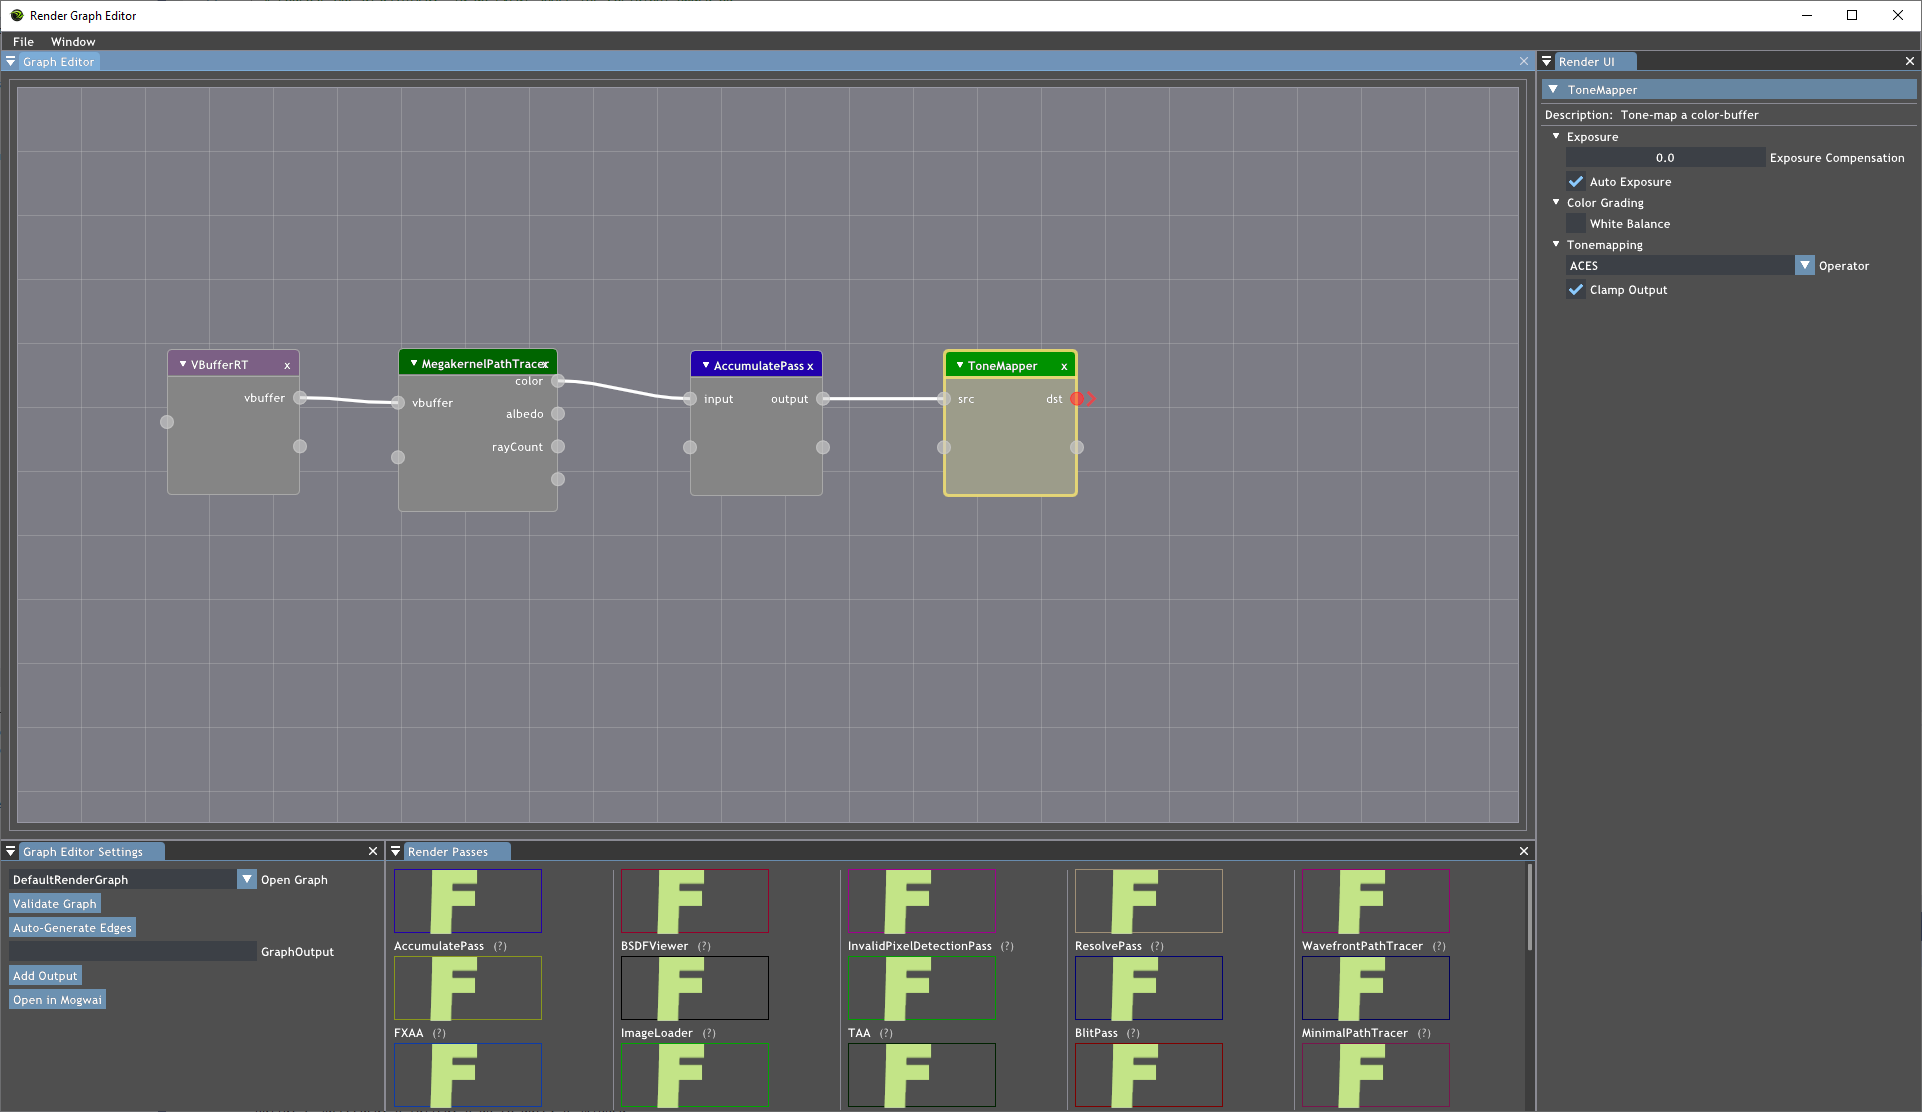 Render Graph Editor
File Window
Graph Editor
VBufferRT x
vbuffer
MegakernelPathTracer x
color
vbuffer
albedo
rayCount
AccumulatePass x
input output
ToneMapper x
src dst
Render UI
ToneMapper
Description: Tone-map a color-buffer
Exposure
0.0 Exposure Compensation
Auto Exposure
Color Grading
White Balance
Tonemapping
ACES Operator
Clamp Output
Graph Editor Settings
DefaultRenderGraph Open Graph
Validate Graph
Auto-Generate Edges
GraphOutput
Add Output
Open in Mogwai
Render Passes
F F F F F
AccumulatePass (?) BSDFViewer (?) InvalidPixelDetectionPass (?) ResolvePass (?) WavefrontPathTracer (?)
F F F F F
FXAA (?) ImageLoader (?) TAA (?) BlitPass (?) MinimalPathTracer (?)
F F F F F